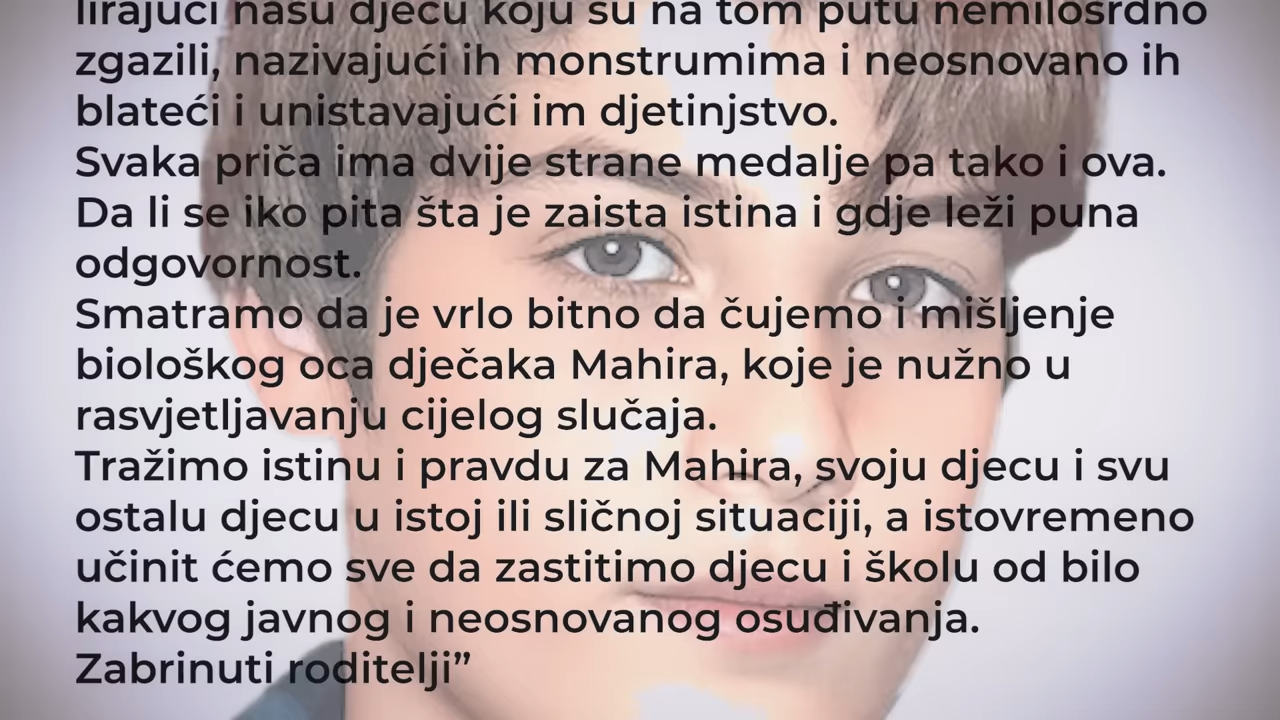 lirajući našu djecu koju su na tom putu nemilosrdno
zgazili, nazivajući ih monstrumima i neosnovano ih
blateći i unistavajući im djetinjstvo.
Svaka priča ima dvije strane medalje pa tako i ova.
Da li se iko pita šta je zaista istina i gdje leži puna
odgovornost.
Smatramo da je vrlo bitno da čujemo i mišljenje
biološkog oca dječaka Mahira, koje je nužno u
rasvjetljavanju cijelog slučaja.
Tražimo istinu i pravdu za Mahira, svoju djecu i svu
ostalu djecu u istoj ili sličnoj situaciji, a istovremeno
učinit ćemo sve da zastitimo djecu i školu od bilo
kakvog javnog i neosnovanog osuđivanja.
Zabrinuti roditelji”